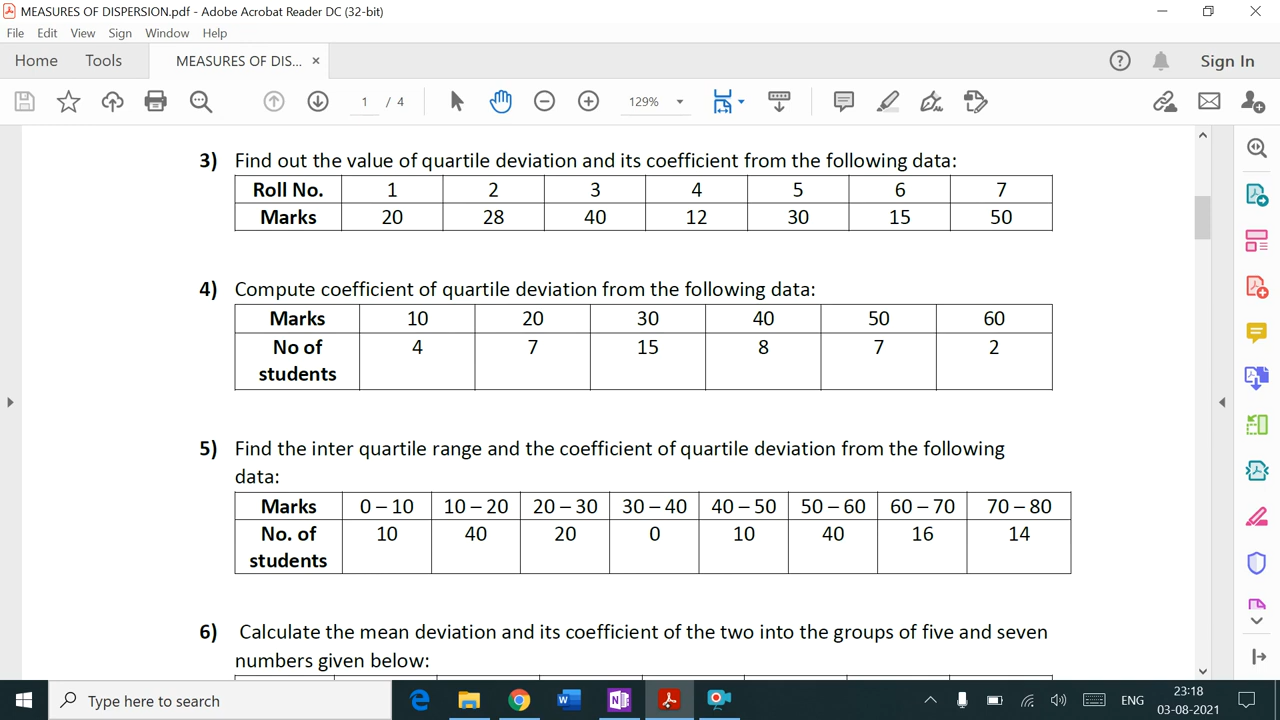 MEASURES OF DISPERSION.pdf - Adobe Acrobat Reader DC (32-bit)
File Edit View Sign Window Help
Home Tools MEASURES OF DIS... × Sign In
1 / 4 129%
3) Find out the value of quartile deviation and its coefficient from the following data:
Roll No. 1 2 3 4 5 6 7
Marks 20 28 40 12 30 15 50
4) Compute coefficient of quartile deviation from the following data:
Marks 10 20 30 40 50 60
No of 4 7 15 8 7 2
students
5) Find the inter quartile range and the coefficient of quartile deviation from the following
data:
Marks 0 – 10 10 – 20 20 – 30 30 – 40 40 – 50 50 – 60 60 – 70 70 – 80
No. of 10 40 20 0 10 40 16 14
students
6) Calculate the mean deviation and its coefficient of the two into the groups of five and seven
numbers given below:
Type here to search
ENG
23:18
03-08-2021